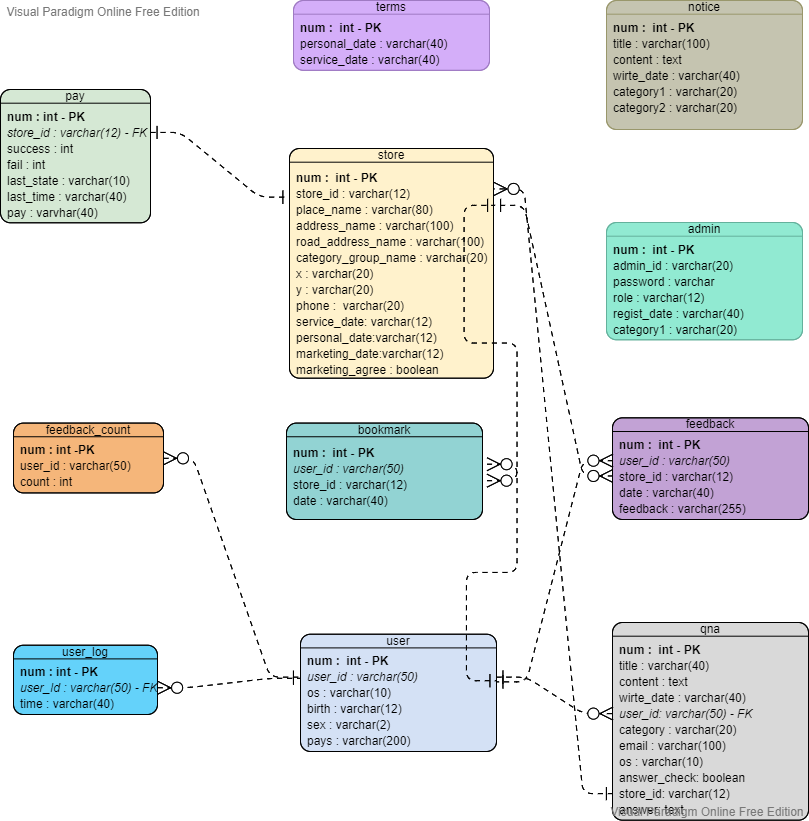 Visual Paradigm Online Free Edition
terms
num :  int - PK
personal_date : varchar(40)
service_date : varchar(40)
notice
num :  int - PK
title : varchar(100)
content : text
wirte_date : varchar(40)
category1 : varchar(20)
category2 : varchar(20)
pay
num : int - PK
store_id : varchar(12) - FK
success : int
fail : int
last_state : varchar(10)
last_time : varchar(40)
pay : varvhar(40)
store
num :  int - PK
store_id : varchar(12)
place_name : varchar(80)
address_name : varchar(100)
road_address_name : varchar(100)
category_group_name : varchar(20)
x : varchar(20)
y : varchar(20)
phone :  varchar(20)
service_date: varchar(12)
personal_date:varchar(12)
marketing_date:varchar(12)
marketing_agree : boolean
admin
num :  int - PK
admin_id : varchar(20)
password : varchar
role : varchar(12)
regist_date : varchar(40)
category1 : varchar(20)
feedback_count
num : int -PK
user_id : varchar(50)
count : int
bookmark
num :  int - PK
user_id : varchar(50)
store_id : varchar(12)
date : varchar(40)
feedback
num :  int - PK
user_id : varchar(50)
store_id : varchar(12)
date : varchar(40)
feedback : varchar(255)
user_log
num : int - PK
user_Id : varchar(50) - FK
time : varchar(40)
user
num :  int - PK
user_id : varchar(50)
os : varchar(10)
birth : varchar(12)
sex : varchar(2)
pays : varchar(200)
qna
num :  int - PK
title : varchar(40)
content : text
wirte_date : varchar(40)
user_id: varchar(50) - FK
category : varchar(20)
email : varchar(100)
os : varchar(10)
answer_check: boolean
store_id: varchar(12)
answer: text
Visual Paradigm Online Free Edition